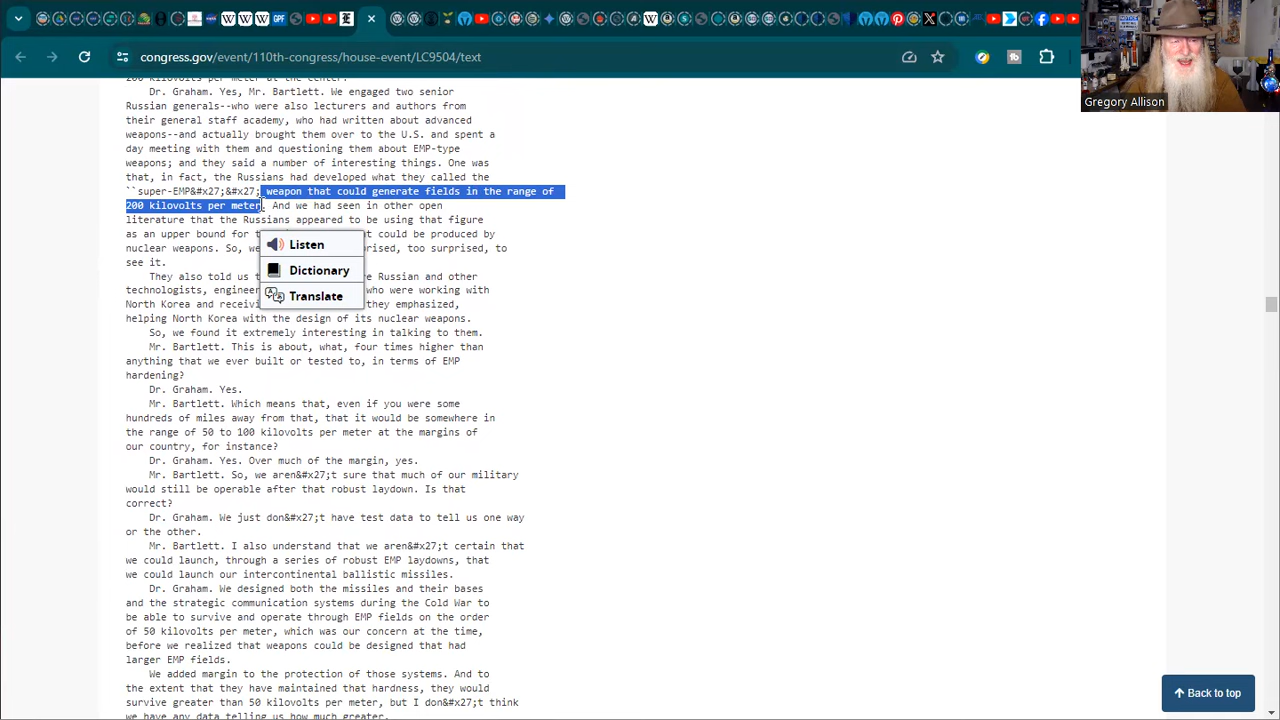 congress.gov/event/110th-congress/house-event/LC9504/text
Gregory Allison
200 kilovolts per meter at the center.
Dr. Graham. Yes, Mr. Bartlett. We engaged two senior
Russian generals--who were also lecturers and authors from
their general staff academy, who had written about advanced
weapons--and actually brought them over to the U.S. and spent a
day meeting with them and questioning them about EMP-type
weapons; and they said a number of interesting things. One was
that, in fact, the Russians had developed what they called the
``super-EMP&#x27;&#x27; weapon that could generate fields in the range of
200 kilovolts per meter. And we had seen in other open
literature that the Russians appeared to be using that figure
as an upper bound for t
t could be produced by
nuclear weapons. So, we
rised, too surprised, to
see it.
They also told us t
re Russian and other
technologists, engineer
who were working with
North Korea and receivi
they emphasized,
helping North Korea with the design of its nuclear weapons.
Listen
Dictionary
Translate
So, we found it extremely interesting in talking to them.
Mr. Bartlett. This is about, what, four times higher than
anything that we ever built or tested to, in terms of EMP
hardening?
Dr. Graham. Yes.
Mr. Bartlett. Which means that, even if you were some
hundreds of miles away from that, that it would be somewhere in
the range of 50 to 100 kilovolts per meter at the margins of
our country, for instance?
Dr. Graham. Yes. Over much of the margin, yes.
Mr. Bartlett. So, we aren&#x27;t sure that much of our military
would still be operable after that robust laydown. Is that
correct?
Dr. Graham. We just don&#x27;t have test data to tell us one way
or the other.
Mr. Bartlett. I also understand that we aren&#x27;t certain that
we could launch, through a series of robust EMP laydowns, that
we could launch our intercontinental ballistic missiles.
Dr. Graham. We designed both the missiles and their bases
and the strategic communication systems during the Cold War to
be able to survive and operate through EMP fields on the order
of 50 kilovolts per meter, which was our concern at the time,
before we realized that weapons could be designed that had
larger EMP fields.
We added margin to the protection of those systems. And to
the extent that they have maintained that hardness, they would
survive greater than 50 kilovolts per meter, but I don&#x27;t think
we have any data telling us how much greater.
Back to top